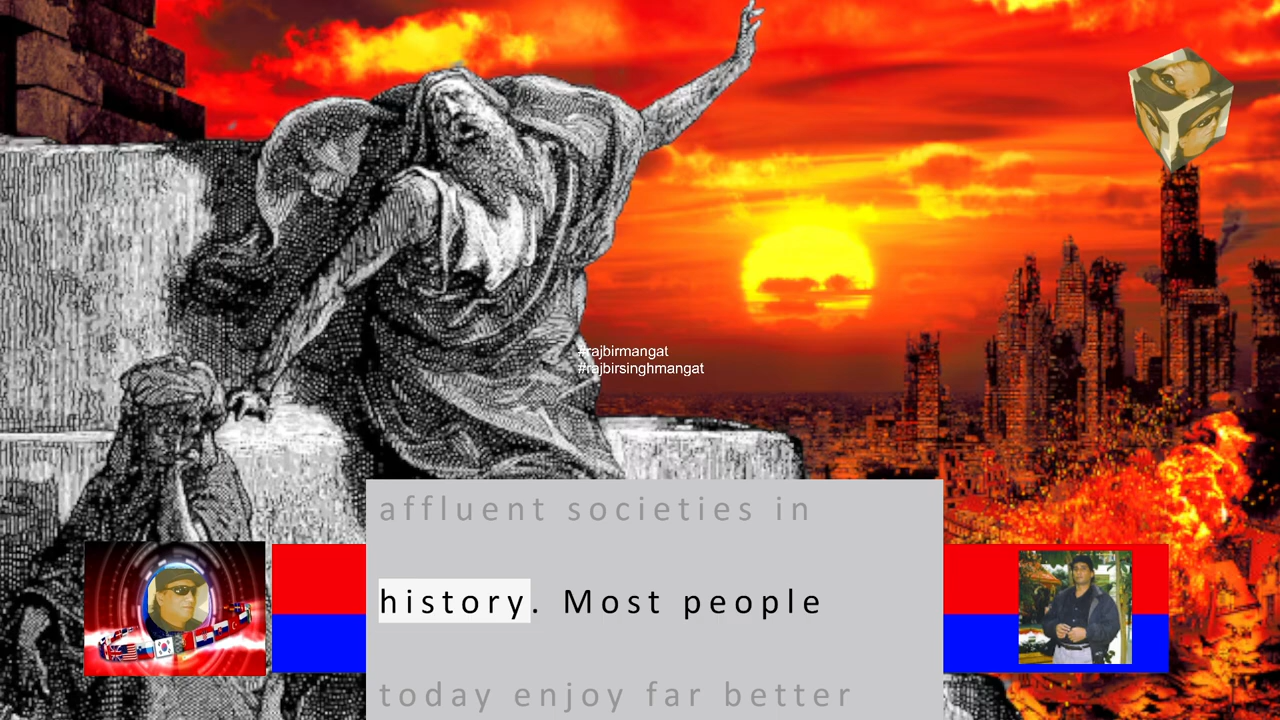 #rajbirmangat
#rajbirsinghmangat
affluent societies in
history. Most people
today enjoy far better